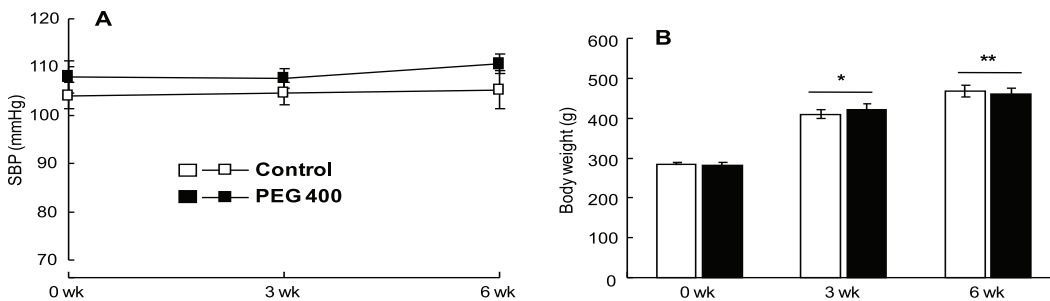 A
120
110
100
90
80
70
SBP (mmHg)
Control
PEG 400
0 wk
3 wk
6 wk
B
600
500
400
300
200
100
0
Body weight (g)
*
**
0 wk
3 wk
6 wk